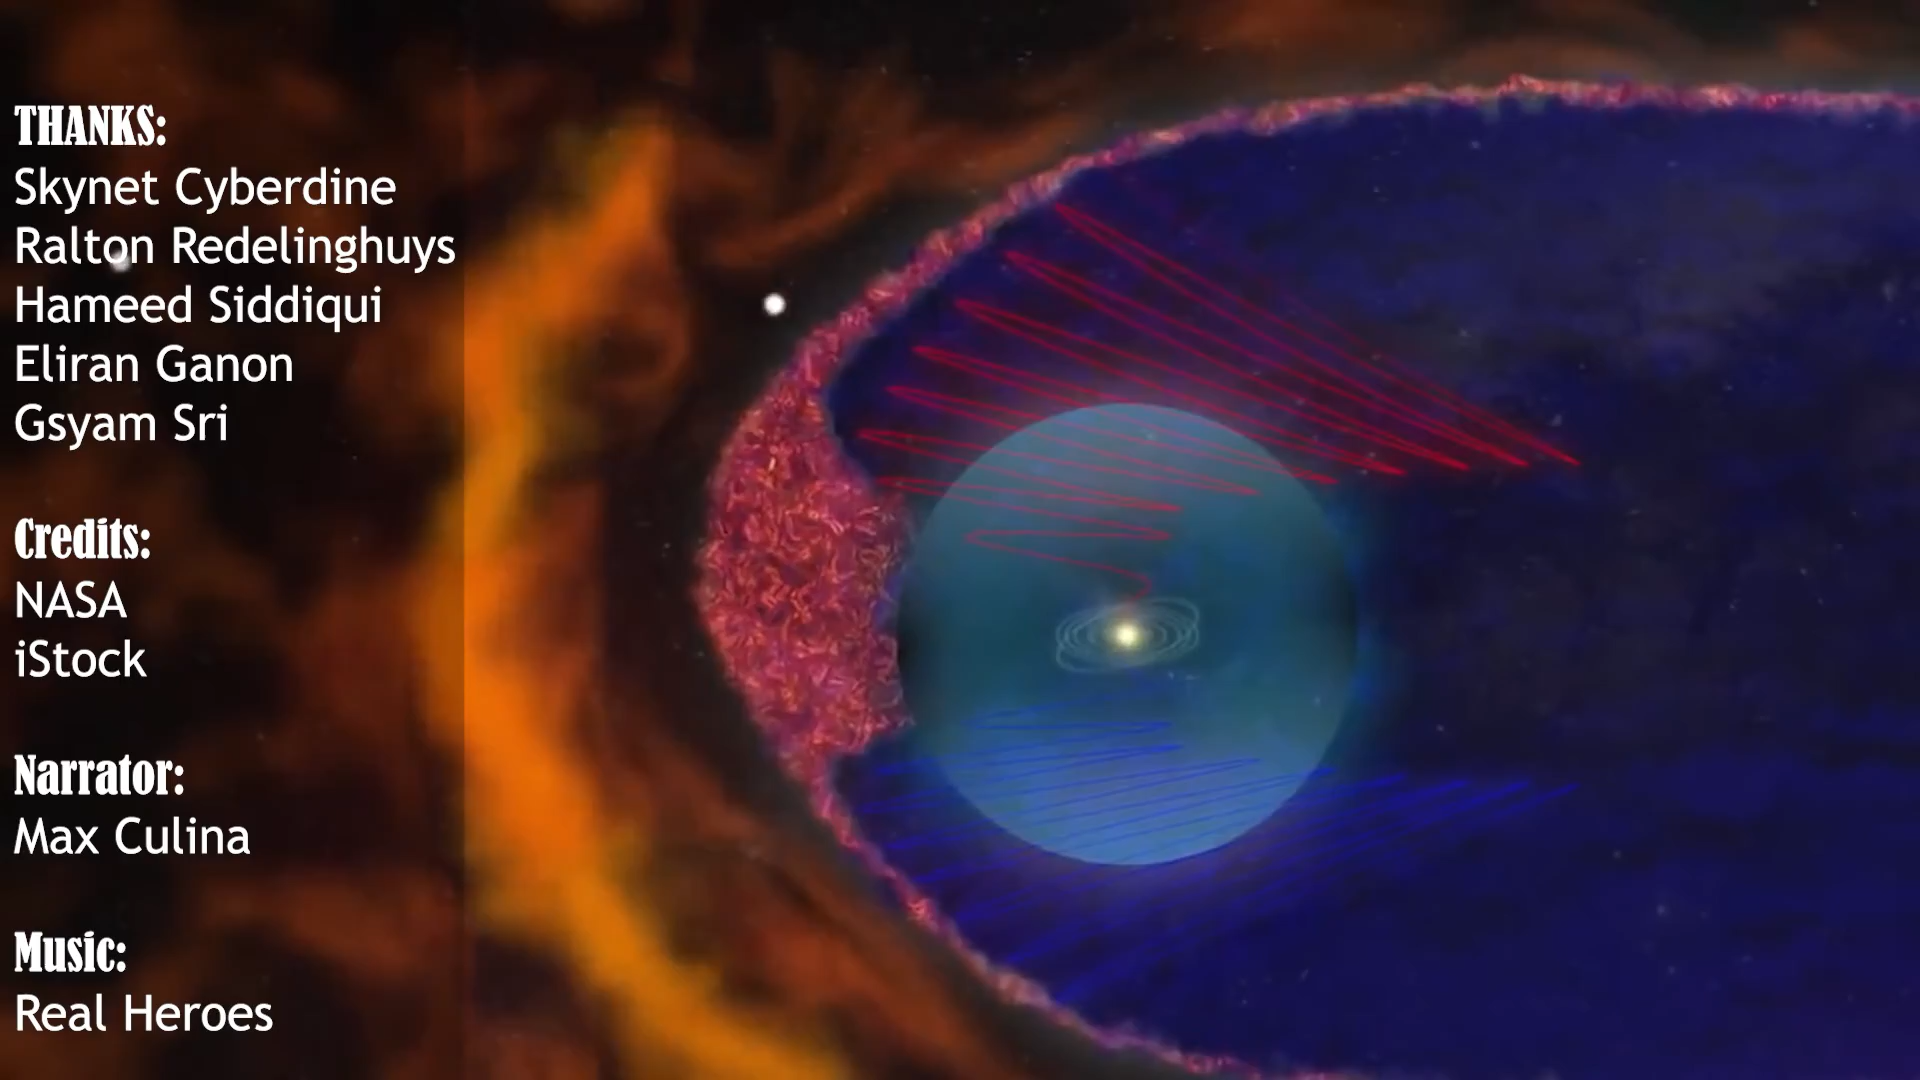 THANKS:
Skynet Cyberdine
Ralton Redelinghuys
Hameed Siddiqui
Eliran Ganon
Gsyam Sri
Credits:
NASA
iStock
Narrator:
Max Culina
Music:
Real Heroes